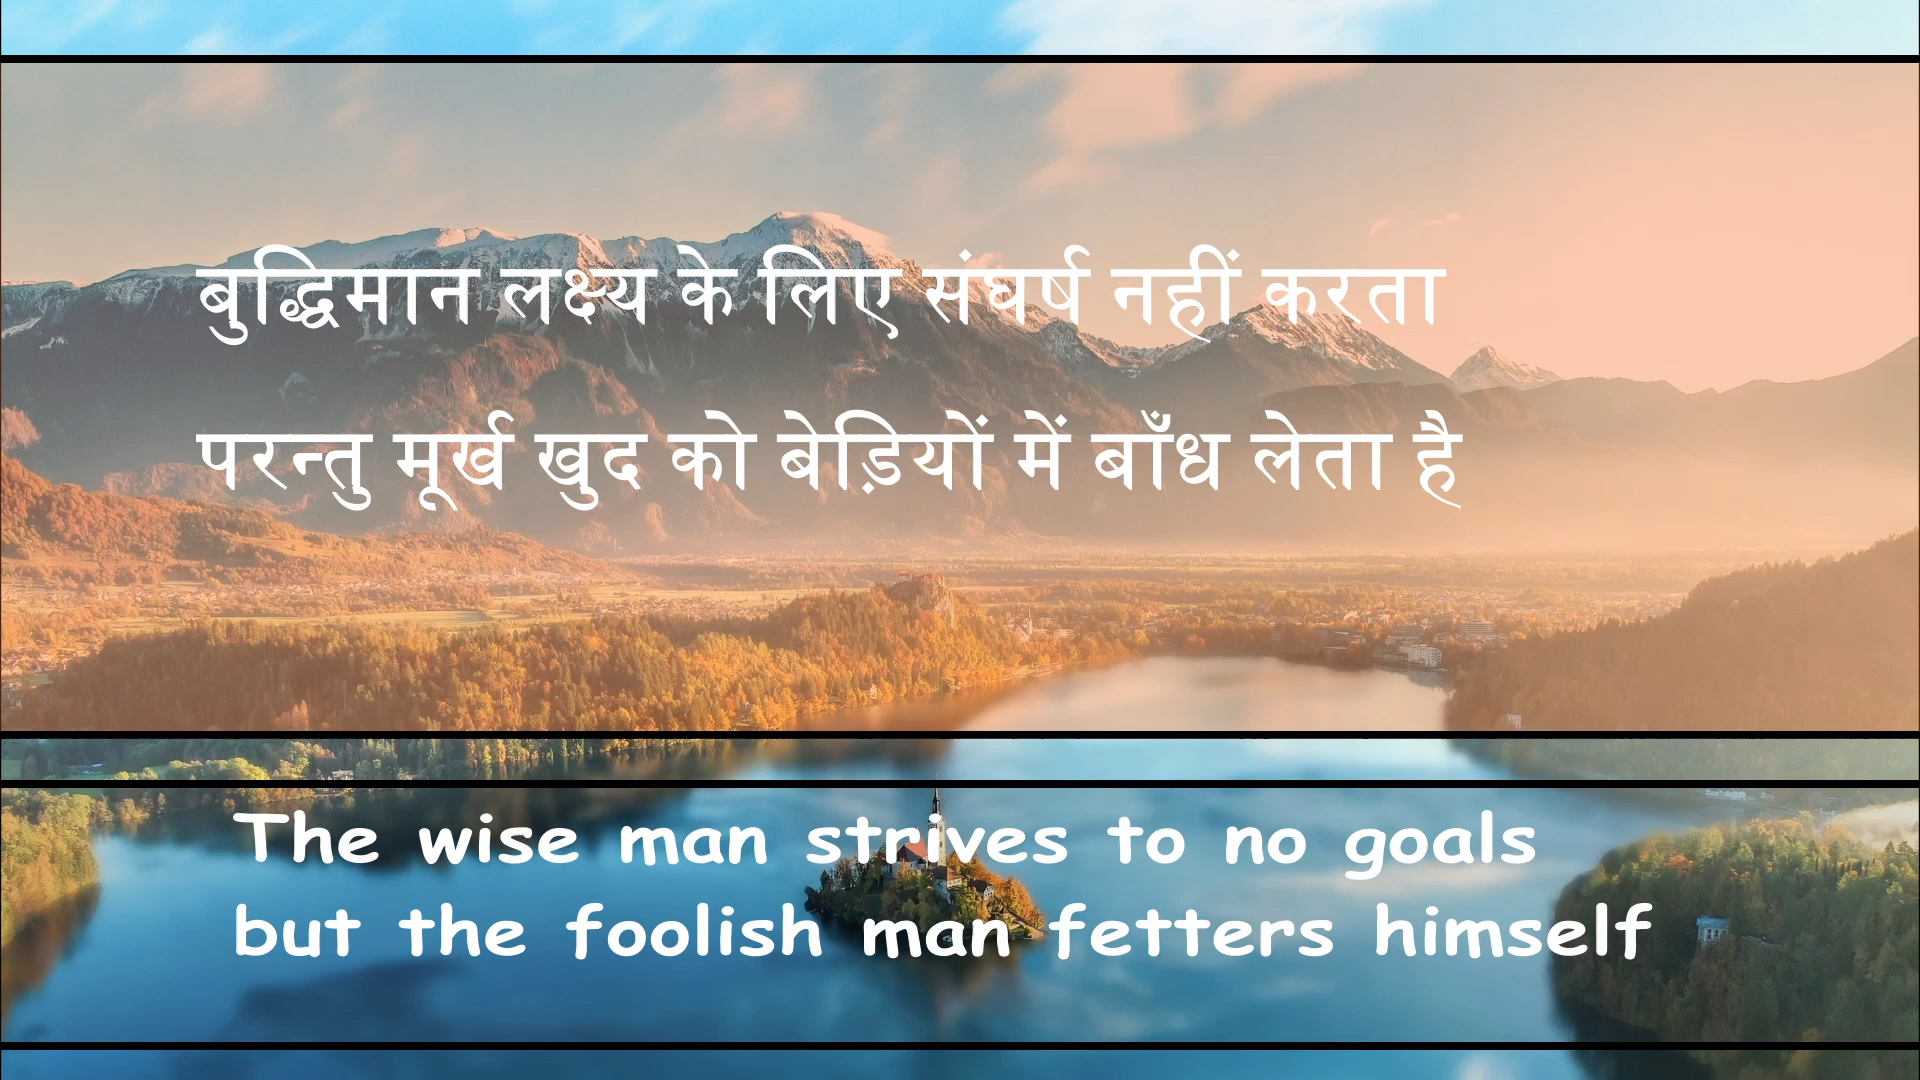 बुद्धिमान लक्ष्य के लिए संघर्ष नहीं करता
परन्तु मूर्ख खुद को बेड़ियों में बाँध लेता है
The wise man strives to no goals
but the foolish man fetters himself